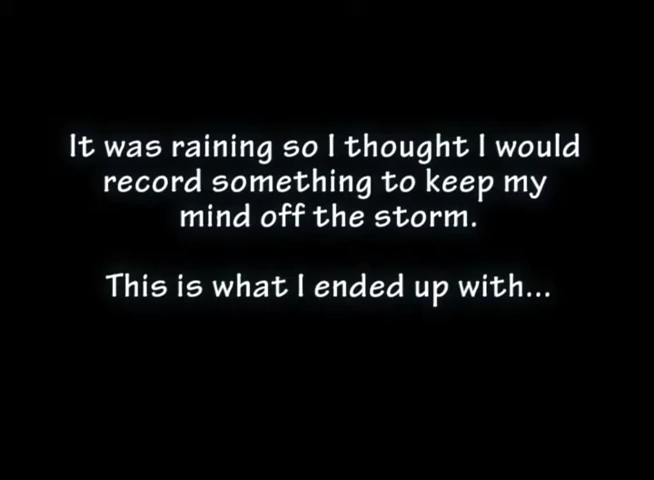 It was raining so I thought I would
record something to keep my
mind off the storm.
This is what I ended up with...